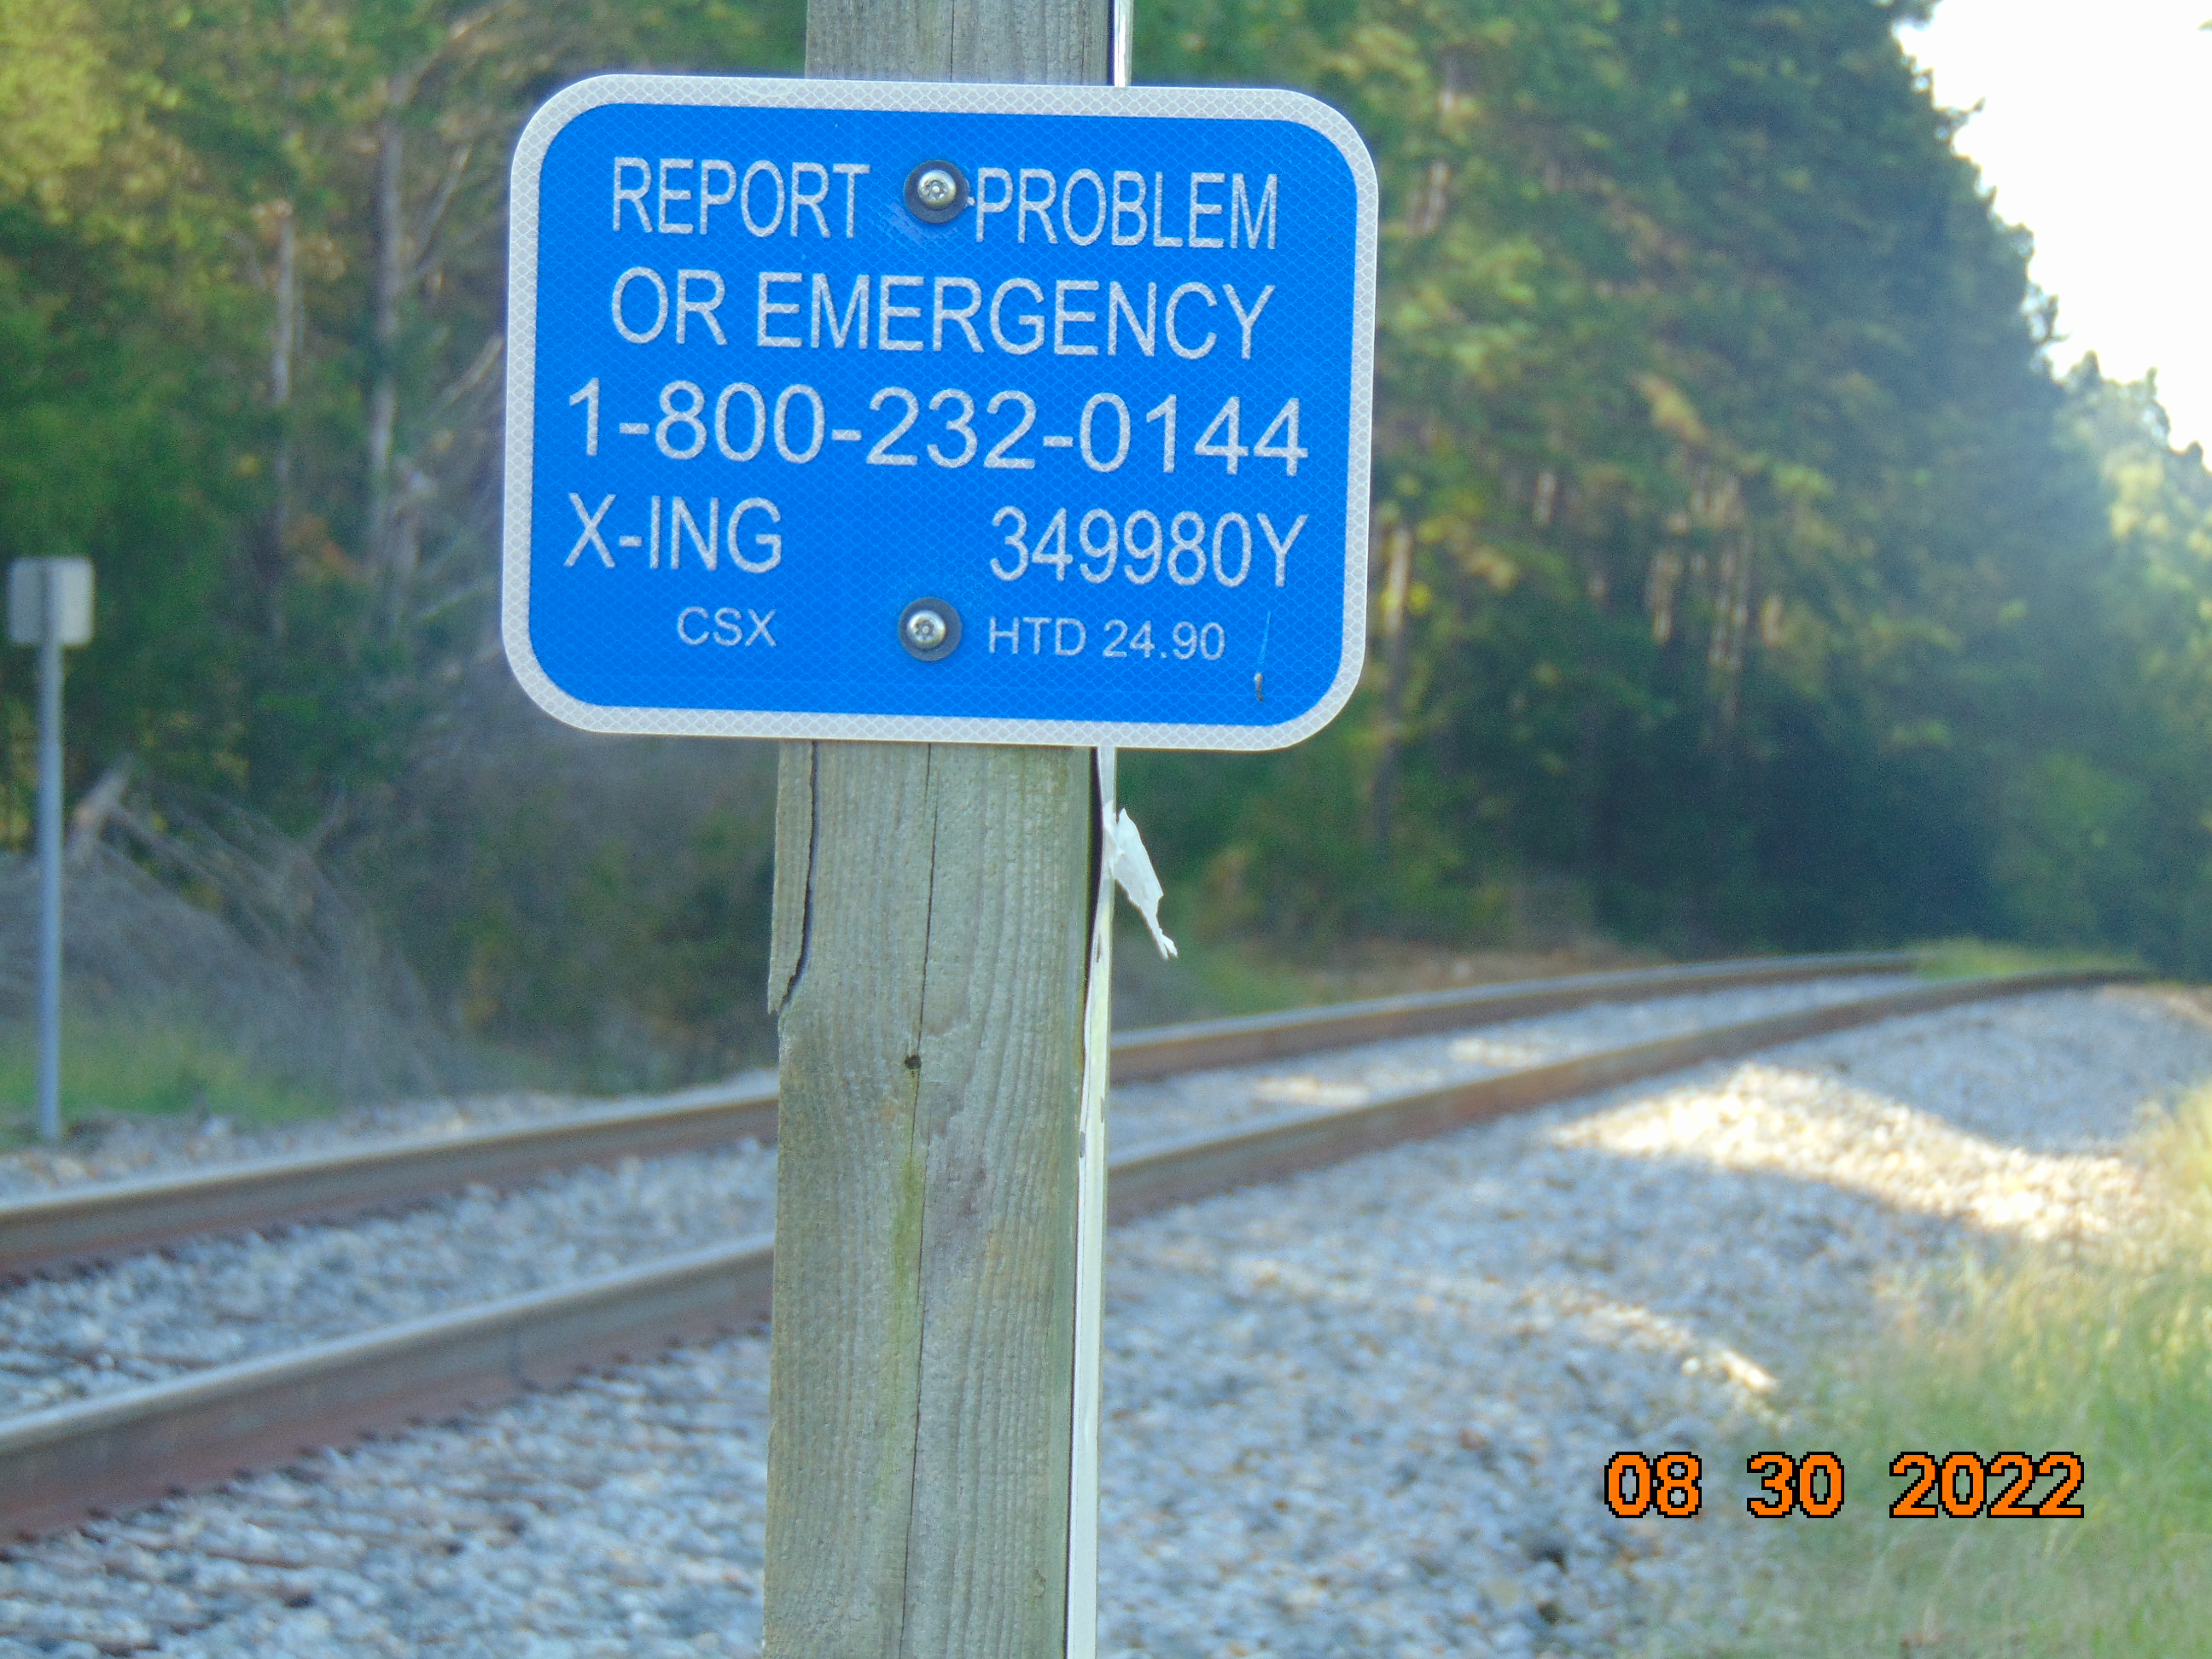 REPORT PROBLEM
OR EMERGENCY
1-800-232-0144
X-ING 349980Y
CSX HTD 24.90
08 30 2022